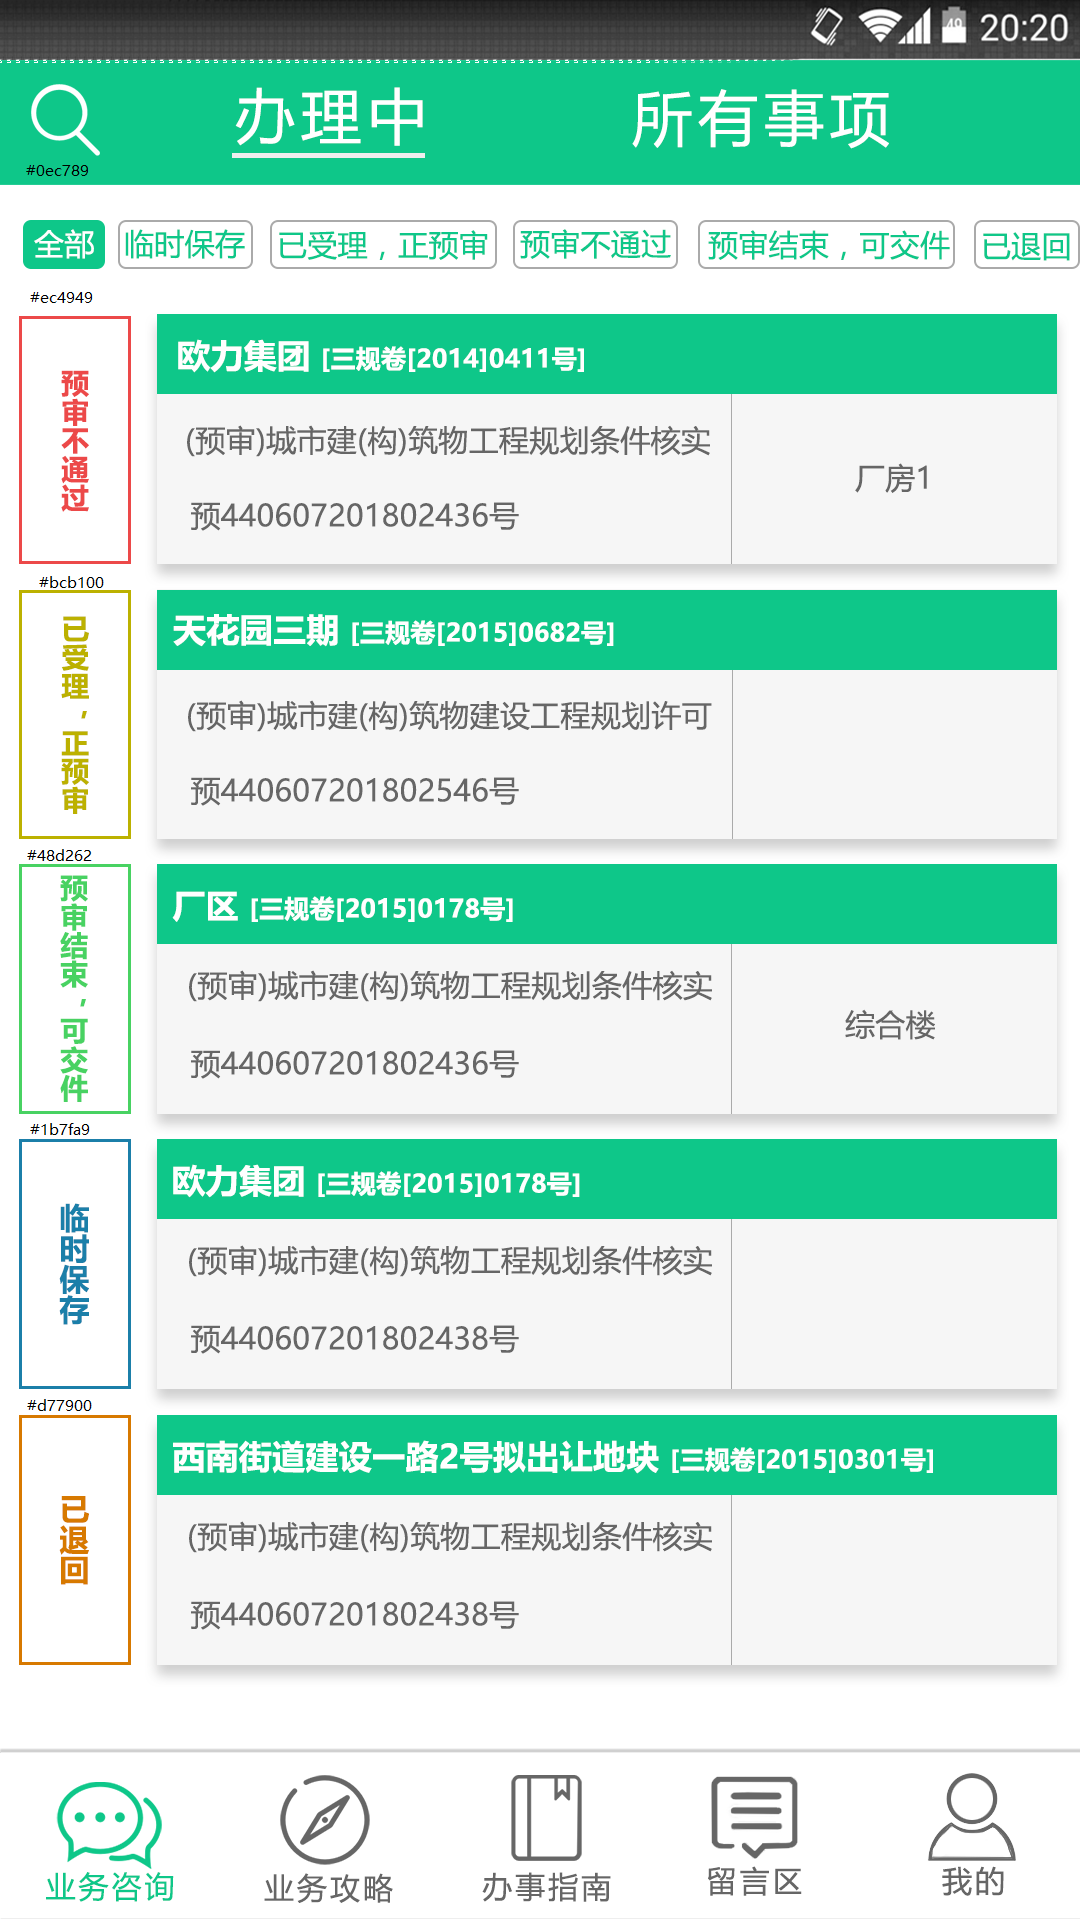 49 20:20
办理中 所有事项
#0ec789
全部 临时保存 已受理，正预审 预审不通过 预审结束，可交件 已退回
#ec4949
预审不通过
欧力集团 [三规卷[2014]0411号]
(预审)城市建(构)筑物工程规划条件核实
厂房1
预440607201802436号
#bcb100
已受理，正预审
天花园三期 [三规卷[2015]0682号]
(预审)城市建(构)筑物建设工程规划许可
预440607201802546号
#48d262
预审结束，可交件
厂区 [三规卷[2015]0178号]
(预审)城市建(构)筑物工程规划条件核实
综合楼
预440607201802436号
#1b7fa9
临时保存
欧力集团 [三规卷[2015]0178号]
(预审)城市建(构)筑物工程规划条件核实
预440607201802438号
#d77900
已退回
西南街道建设一路2号拟出让地块 [三规卷[2015]0301号]
(预审)城市建(构)筑物工程规划条件核实
预440607201802438号
业务咨询 业务攻略 办事指南 留言区 我的